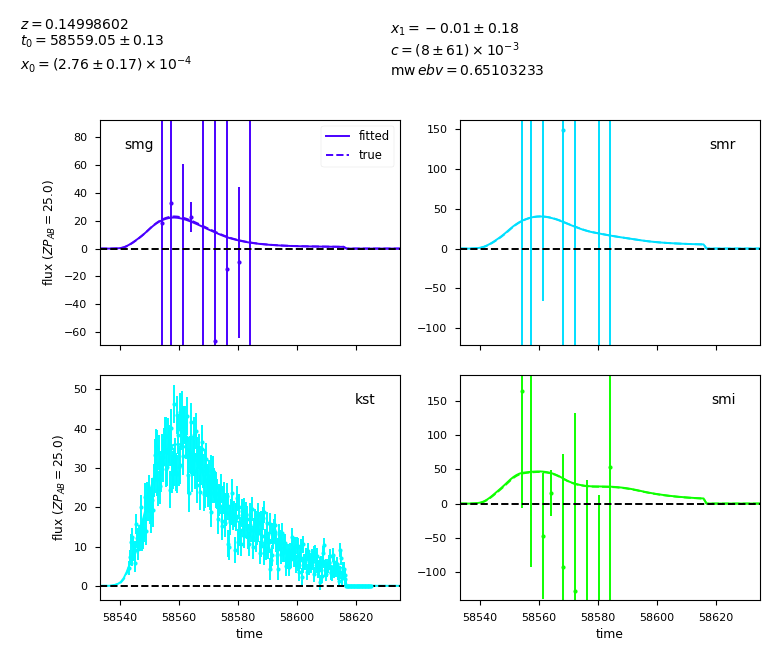 z = 0.14998602
t₀ = 58559.05 ± 0.13
x₀ = (2.76 ± 0.17) × 10⁻⁴
x₁ = −0.01 ± 0.18
c = (8 ± 61) × 10⁻³
mw ebv = 0.65103233
smg
fitted
true
80
60
40
20
0
−20
−40
−60
flux (ZP_AB = 25.0)
smr
150
100
50
0
−50
−100
kst
50
40
30
20
10
0
flux (ZP_AB = 25.0)
58540 58560 58580 58600 58620
time
smi
150
100
50
0
−50
−100
58540 58560 58580 58600 58620
time